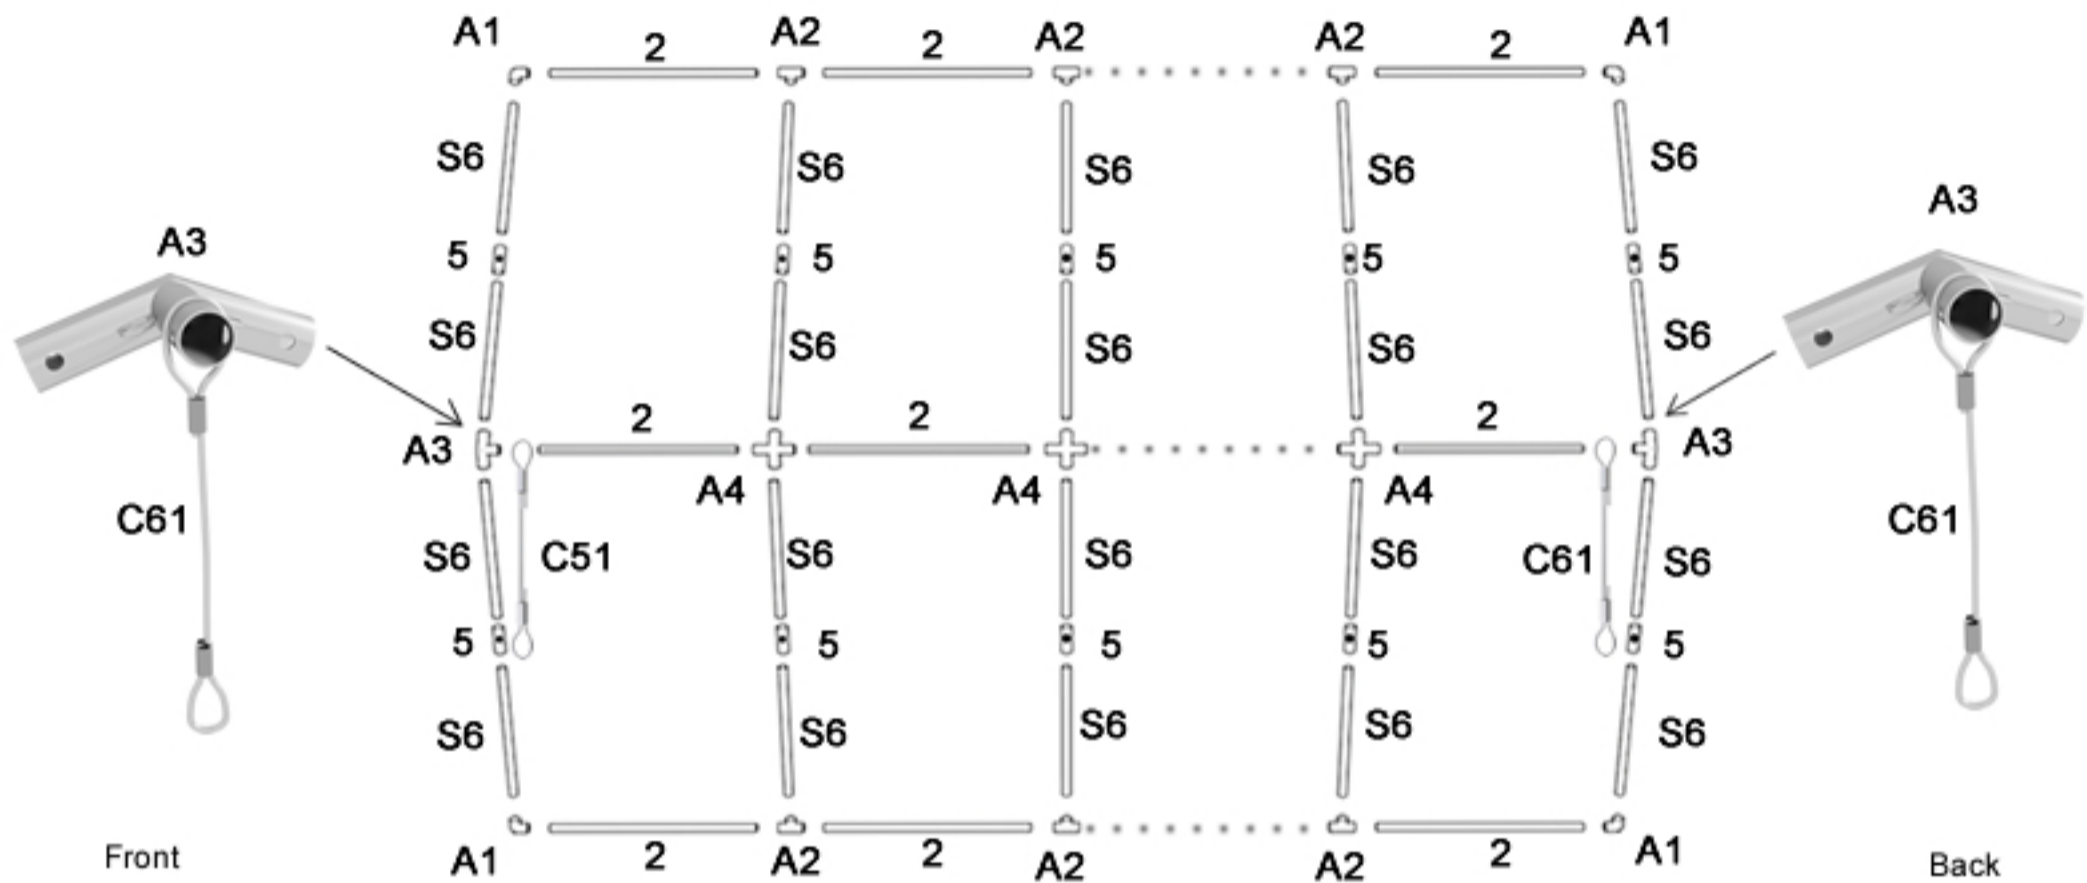 A1 2 A2 2 A2 A2 2 A1
S6 S6 S6 S6 S6
A3 A3
5 5 5 5 5
S6 S6 S6 S6 S6
2 2 2
A3 A3
A4 A4 A4
C61 C61
S6 C51 S6 S6 S6 C61 S6
5 5 5 5 5
S6 S6 S6 S6 S6
Front A1 2 A2 2 A2 A2 2 A1 Back